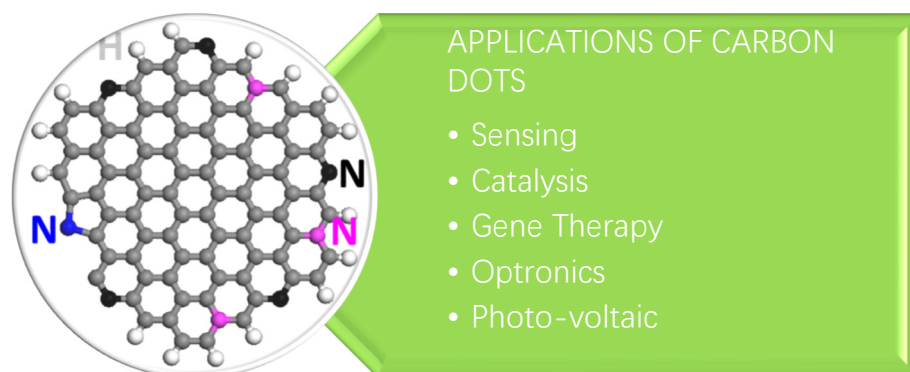 H
N
N
N
APPLICATIONS OF CARBON
DOTS
• Sensing
• Catalysis
• Gene Therapy
• Optronics
• Photo-voltaic